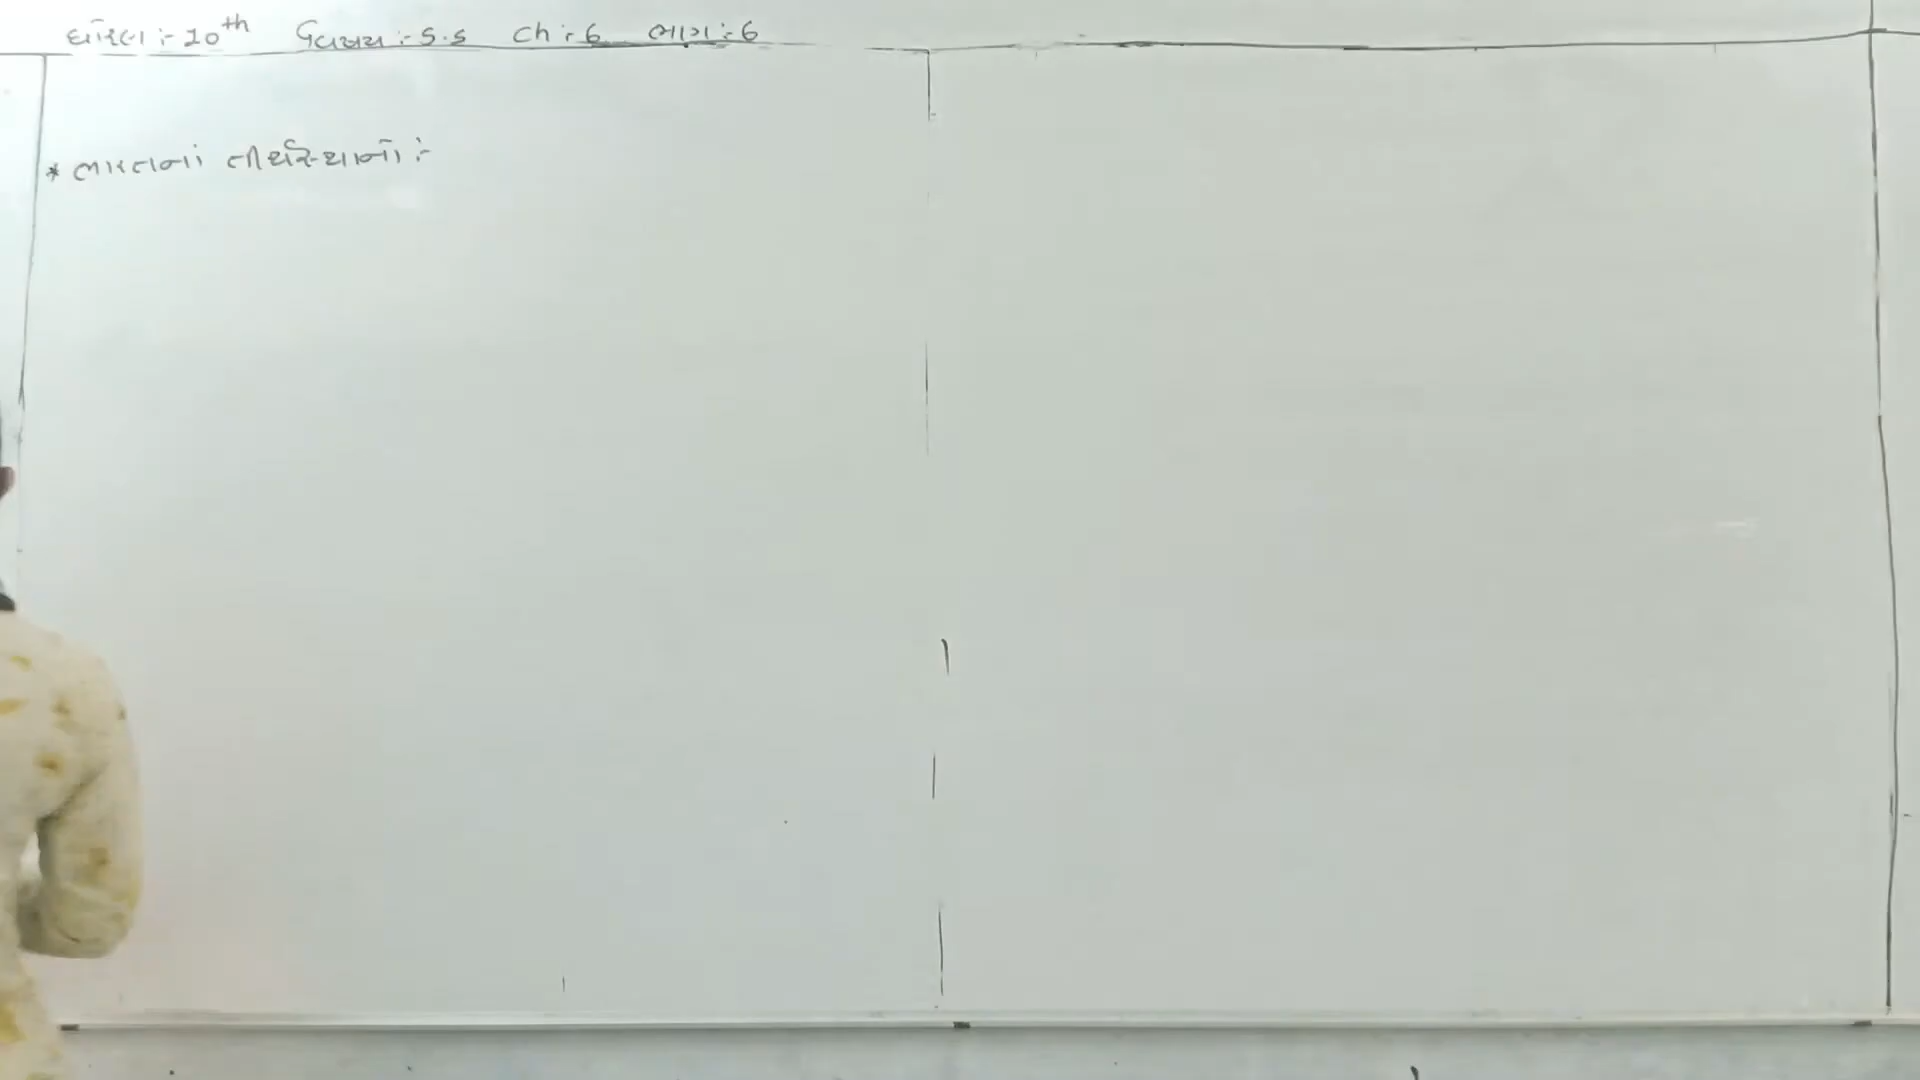 ધોરણ :- 10th વિષય :- S.S Ch :- 6 ભાગ :- 6
* ભારતનાં તીર્થસ્થાનો :-